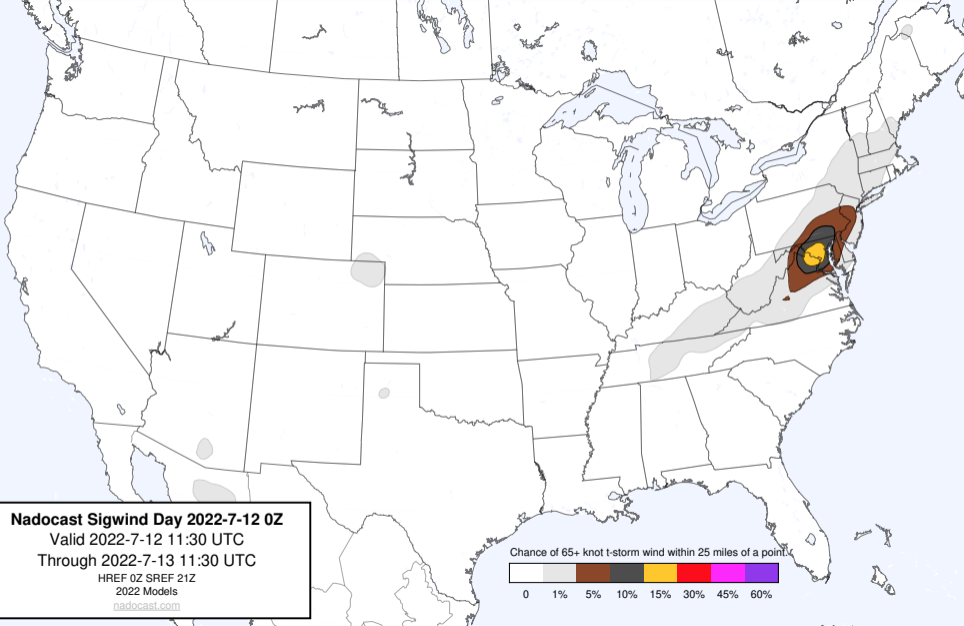 Nadocast Sigwind Day 2022-7-12 0Z
Valid 2022-7-12 11:30 UTC
Through 2022-7-13 11:30 UTC
HREF 0Z SREF 21Z
2022 Models
nadocast.com
Chance of 65+ knot t-storm wind within 25 miles of a point.
0 1% 5% 10% 15% 30% 45% 60%